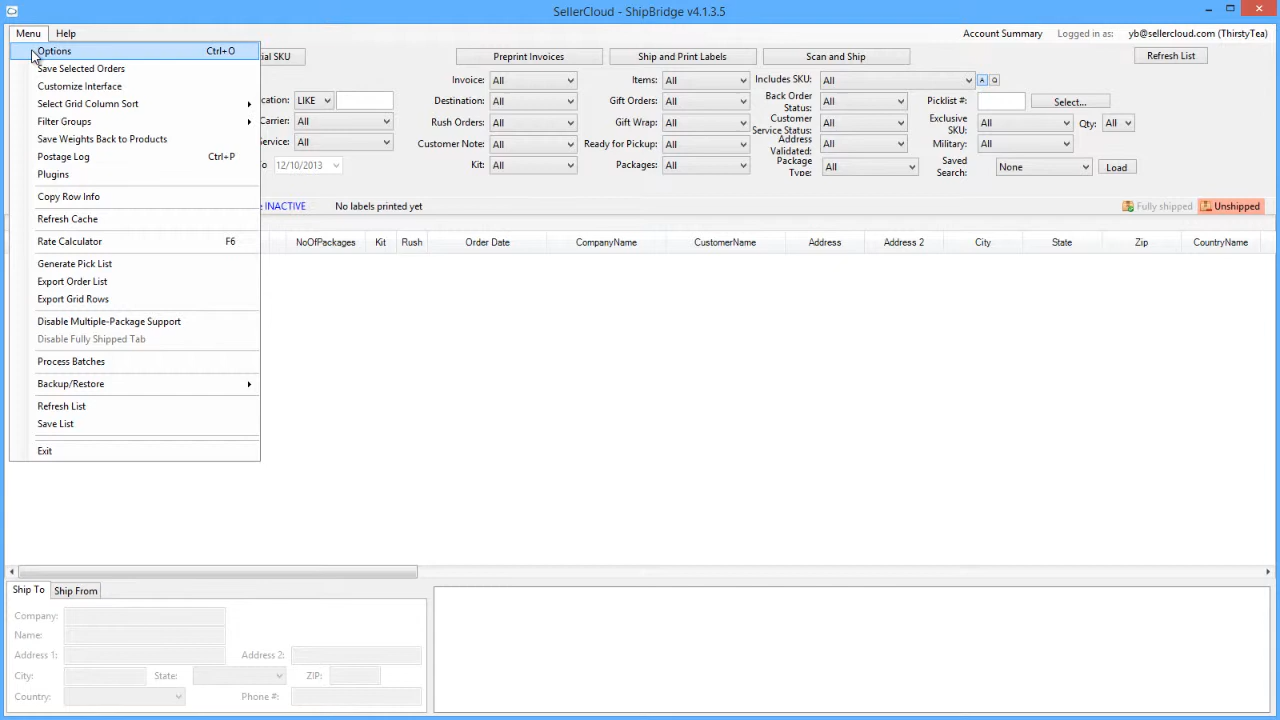 SellerCloud - ShipBridge v4.1.3.5
Menu Help
Account Summary Logged in as: yb@sellercloud.com (ThirstyTea)
Options Ctrl+O
Save Selected Orders
Customize Interface
Select Grid Column Sort
Filter Groups
Save Weights Back to Products
Postage Log Ctrl+P
Plugins
Copy Row Info
Refresh Cache
Rate Calculator F6
Generate Pick List
Export Order List
Export Grid Rows
Disable Multiple-Package Support
Disable Fully Shipped Tab
Process Batches
Backup/Restore
Refresh List
Save List
Exit
ial SKU Preprint Invoices Ship and Print Labels Scan and Ship Refresh List
Invoice: All Items: All Includes SKU: All A Q
cation: LIKE Destination: All Gift Orders: All Back Order Status: All Picklist #: Select...
Carrier: All Rush Orders: All Gift Wrap: All Customer Service Status: All Exclusive SKU: All Qty: All
ervice: All Customer Note: All Ready for Pickup: All Address Validated: All Military: All
o 12/10/2013 Kit: All Packages: All Package Type: All Saved Search: None Load
e INACTIVE No labels printed yet Fully shipped Unshipped
NoOfPackages Kit Rush Order Date CompanyName CustomerName Address Address 2 City State Zip CountryName
Ship To Ship From
Company:
Name:
Address 1: Address 2:
City: State: ZIP:
Country: Phone #: